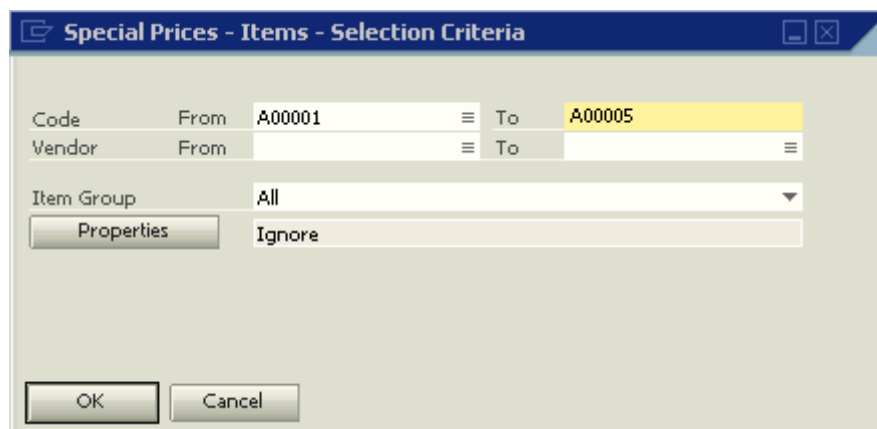 Special Prices - Items - Selection Criteria
Code From A00001 To A00005
Vendor From To
Item Group All
Properties Ignore
OK Cancel